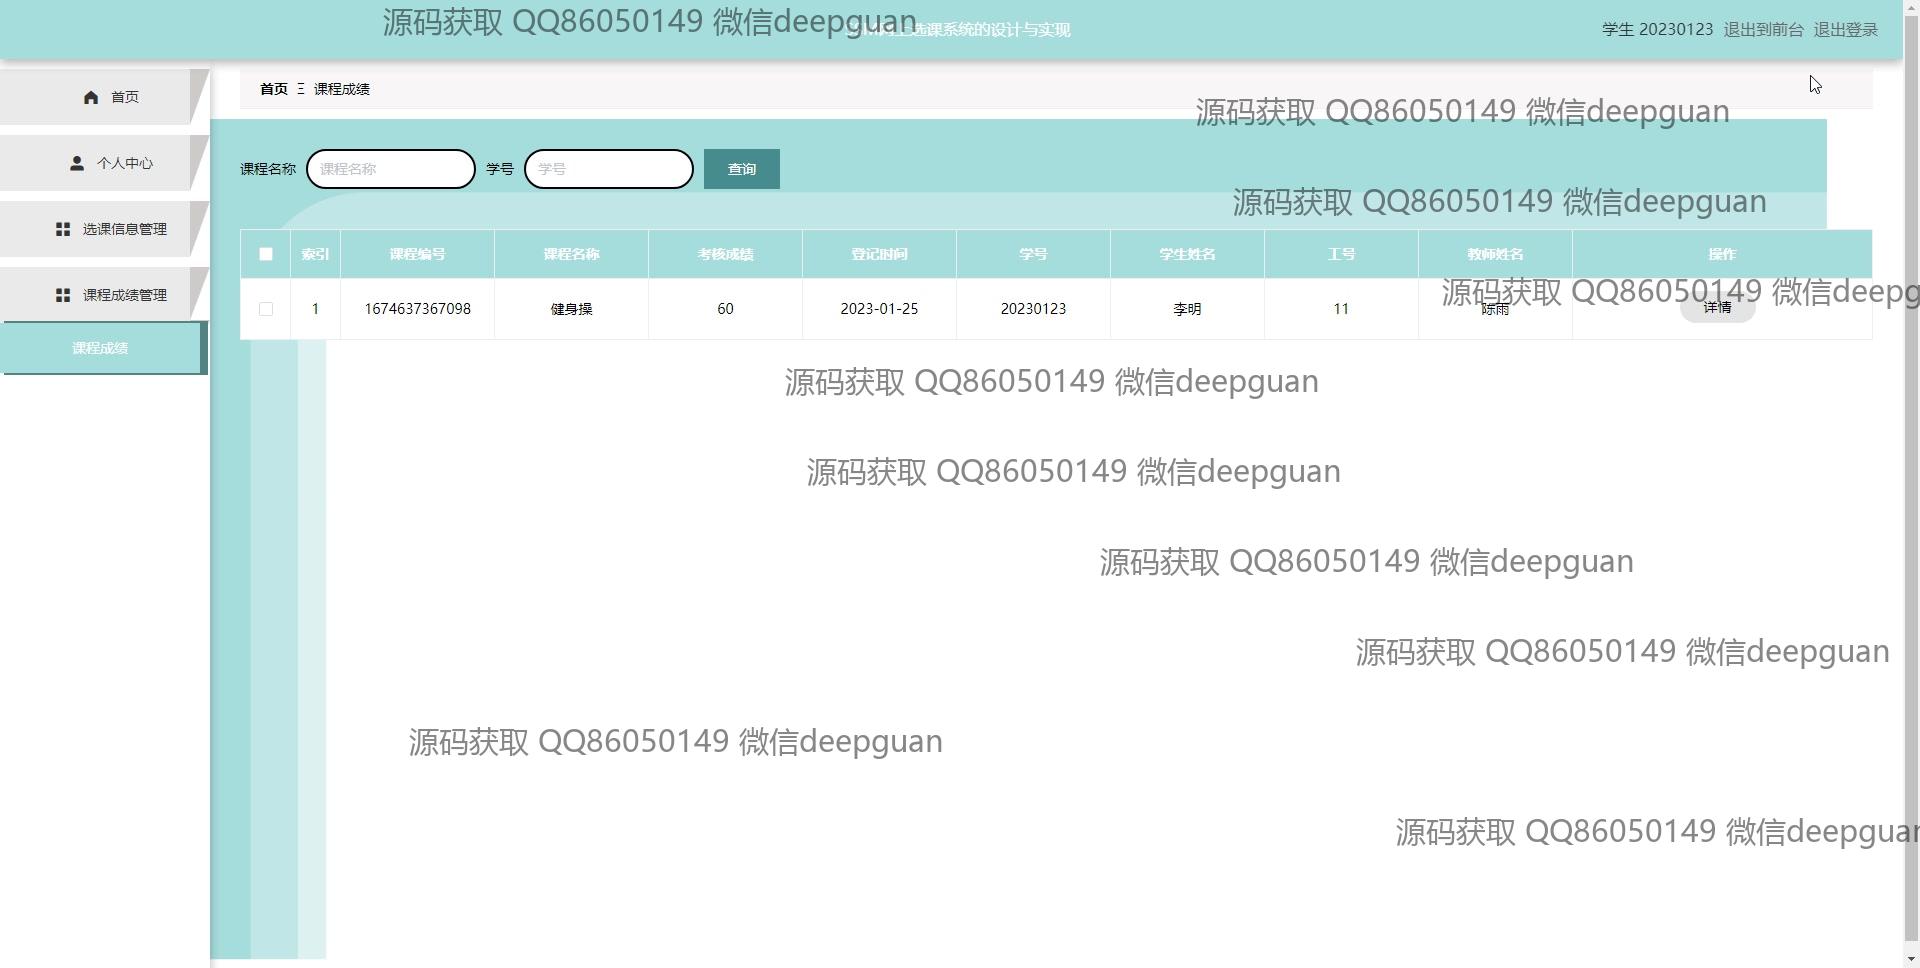 源码获取 QQ86050149 微信deepguan
网上选课系统的设计与实现
学生 20230123 退出到前台 退出登录
首页
首页 Ξ 课程成绩
源码获取 QQ86050149 微信deepguan
个人中心
课程名称 课程名称 学号 学号 查询
源码获取 QQ86050149 微信deepguan
选课信息管理
索引 课程编号 课程名称 考核成绩 登记时间 学号 学生姓名 工号 教师姓名 操作
课程成绩管理
源码获取 QQ86050149 微信deepg
1 1674637367098 健身操 60 2023-01-25 20230123 李明 11 陈雨 详情
课程成绩
源码获取 QQ86050149 微信deepguan
源码获取 QQ86050149 微信deepguan
源码获取 QQ86050149 微信deepguan
源码获取 QQ86050149 微信deepguan
源码获取 QQ86050149 微信deepguan
源码获取 QQ86050149 微信deepguan